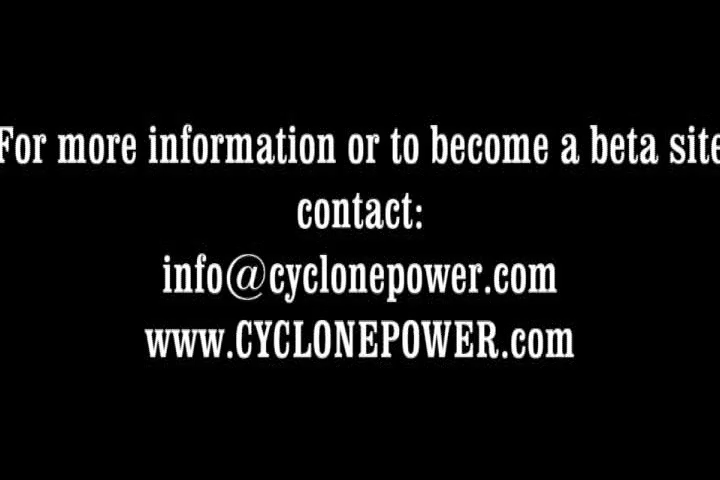 For more information or to become a beta site
contact:
info@cyclonepower.com
www.CYCLONEPOWER.com